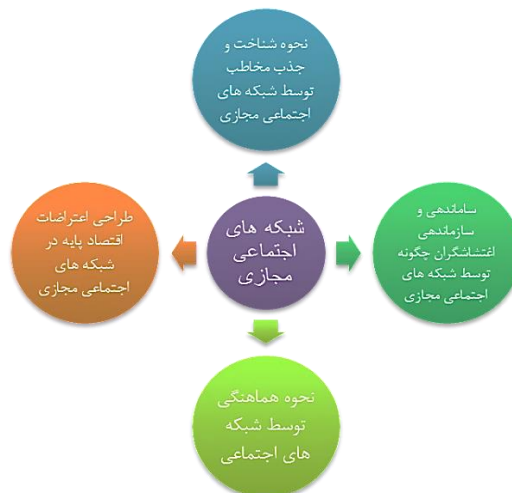 نحوه شناخت و
جذب مخاطب
توسط شبکه های
اجتماعی مجازی
ساماندهی و
سازماندهی
اغتشاشگران چگونه
توسط شبکه های
اجتماعی مجازی
شبکه های
اجتماعی
مجازی
طراحی اعتراضات
اقتصاد پایه در
شبکه های
اجتماعی مجازی
نحوه هماهنگی
توسط شبکه
های اجتماعی